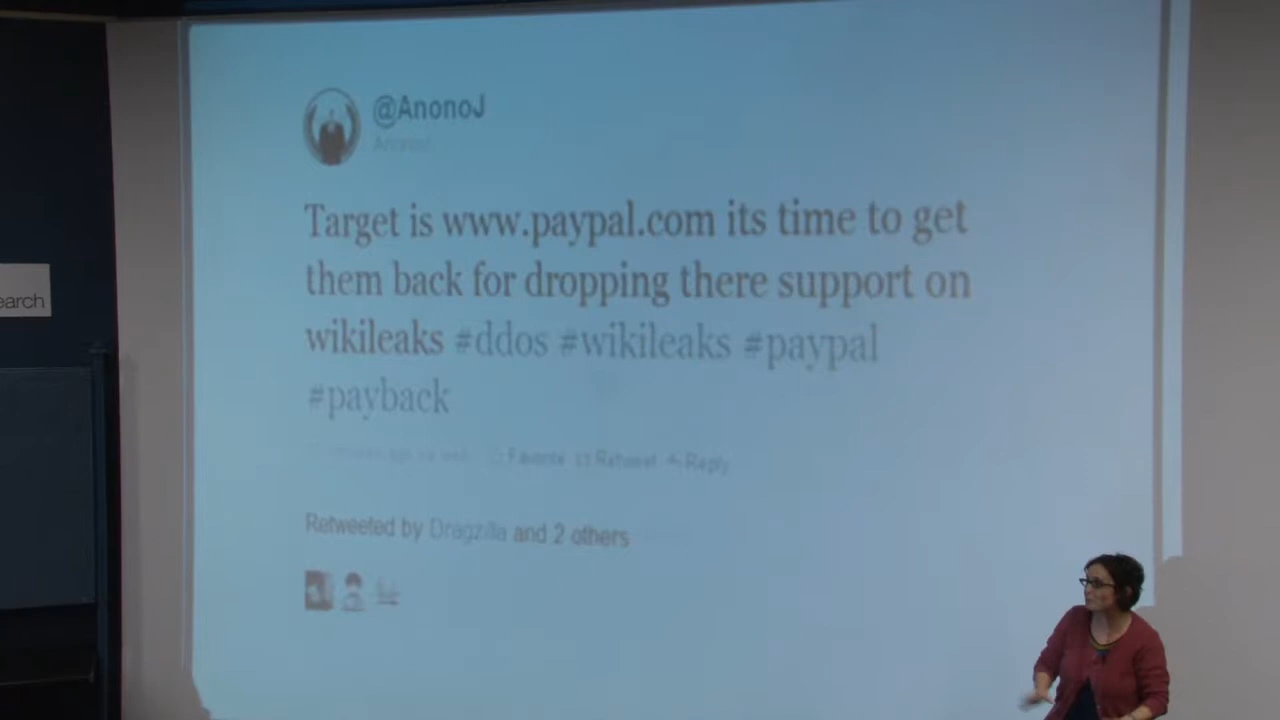 @AnonoJ
earch
Target is www.paypal.com its time to get
them back for dropping there support on
wikileaks #ddos #wikileaks #paypal
#payback
Favorite Retweet Reply
Retweeted by Dragzilla and 2 others